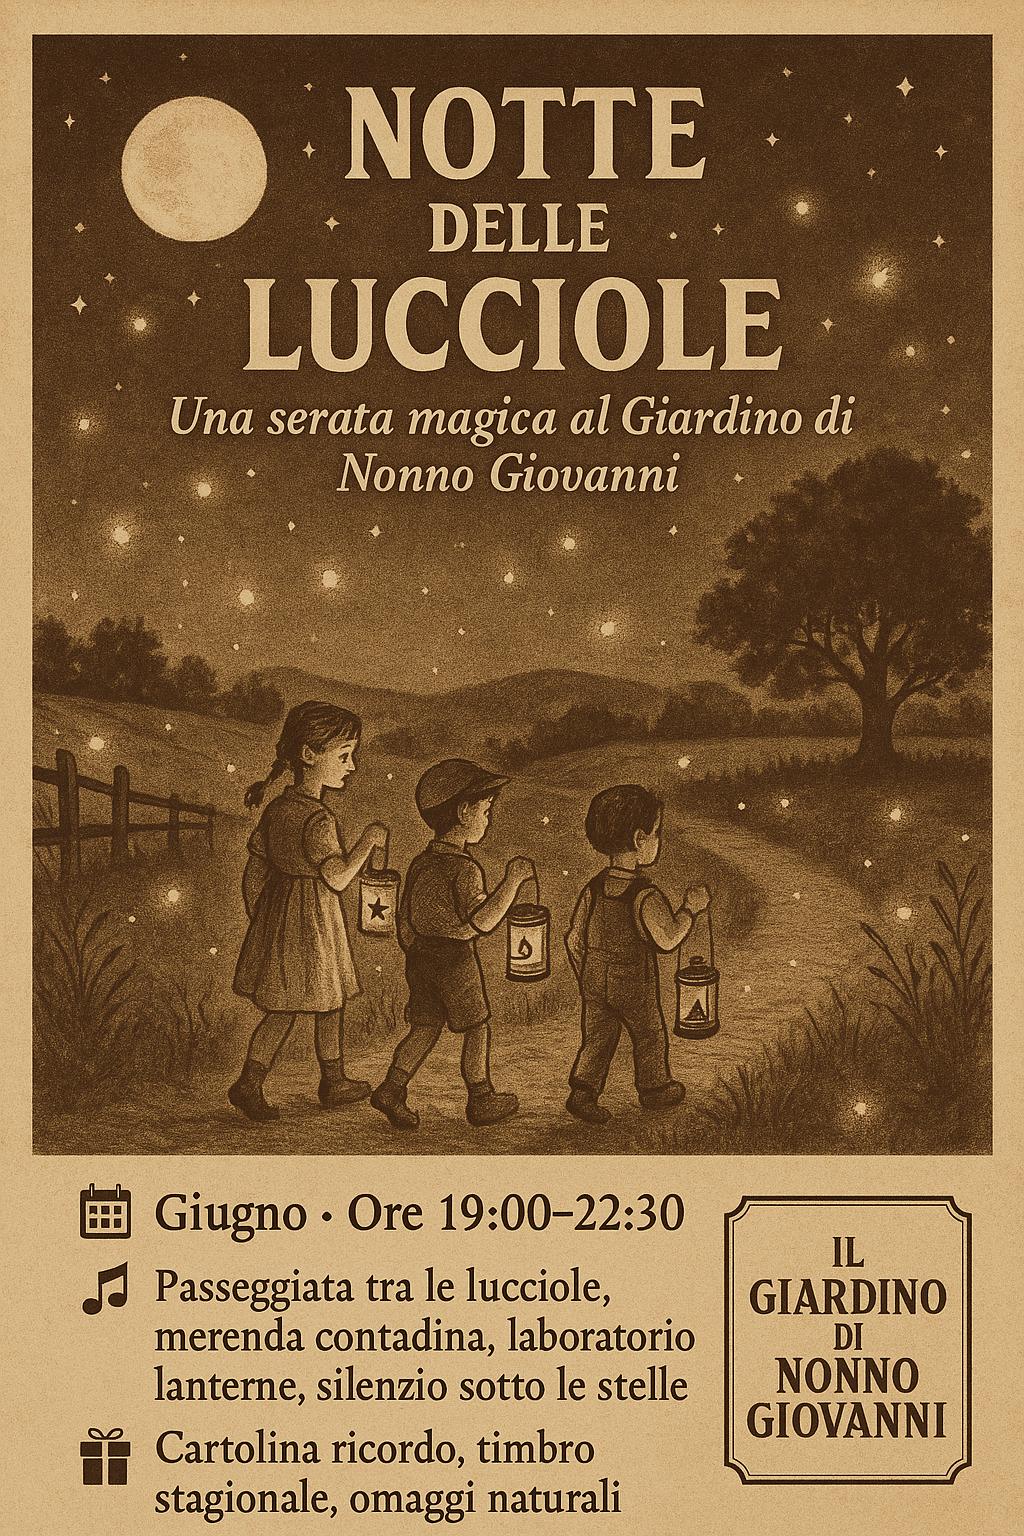 NOTTE
DELLE
LUCCIOLE
Una serata magica al Giardino di
Nonno Giovanni
Giugno · Ore 19:00–22:30
Passeggiata tra le lucciole,
merenda contadina, laboratorio
lanterne, silenzio sotto le stelle
Cartolina ricordo, timbro
stagionale, omaggi naturali
IL
GIARDINO
DI
NONNO
GIOVANNI